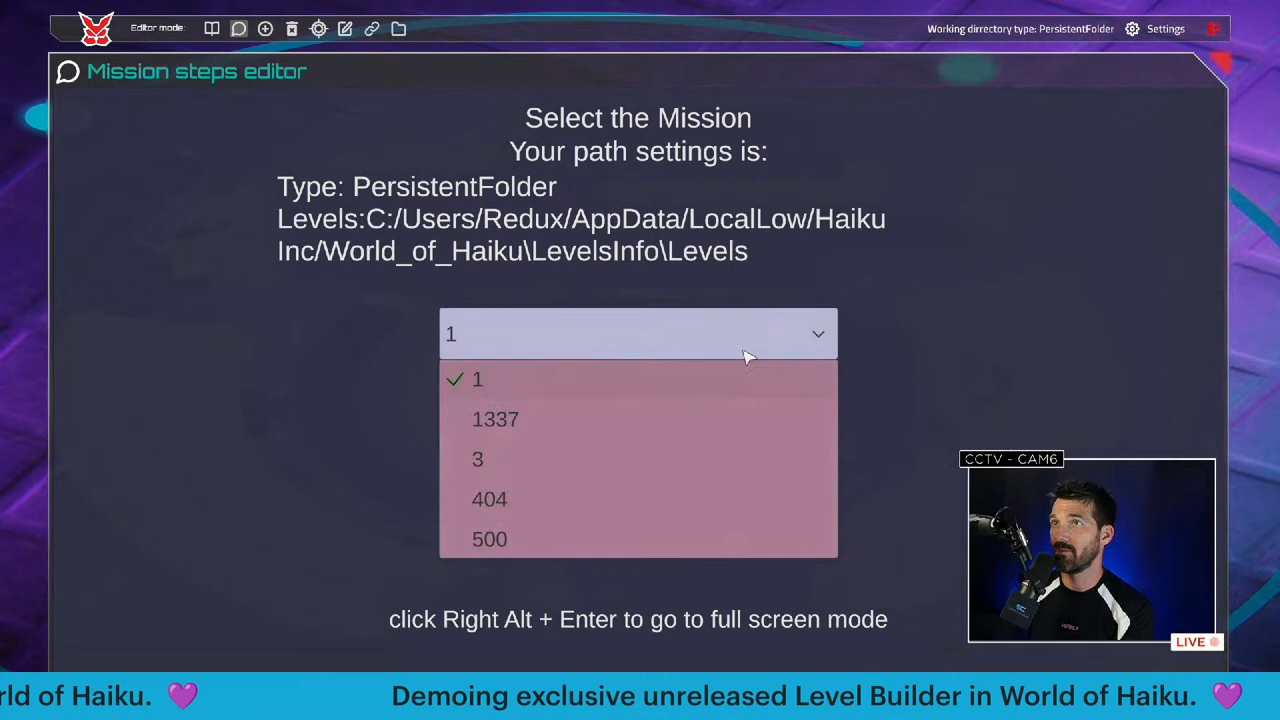 Editor mode:
Working dirrectory type: PersistentFolder
Settings
Mission steps editor
Select the Mission
Your path settings is:
Type: PersistentFolder
Levels:C:/Users/Redux/AppData/LocalLow/Haiku
Inc/World_of_Haiku\LevelsInfo\Levels
1
1
1337
3
404
500
click Right Alt + Enter to go to full screen mode
CCTV - CAM6
LIVE
rld of Haiku. 💜 Demoing exclusive unreleased Level Builder in World of Haiku. 💜